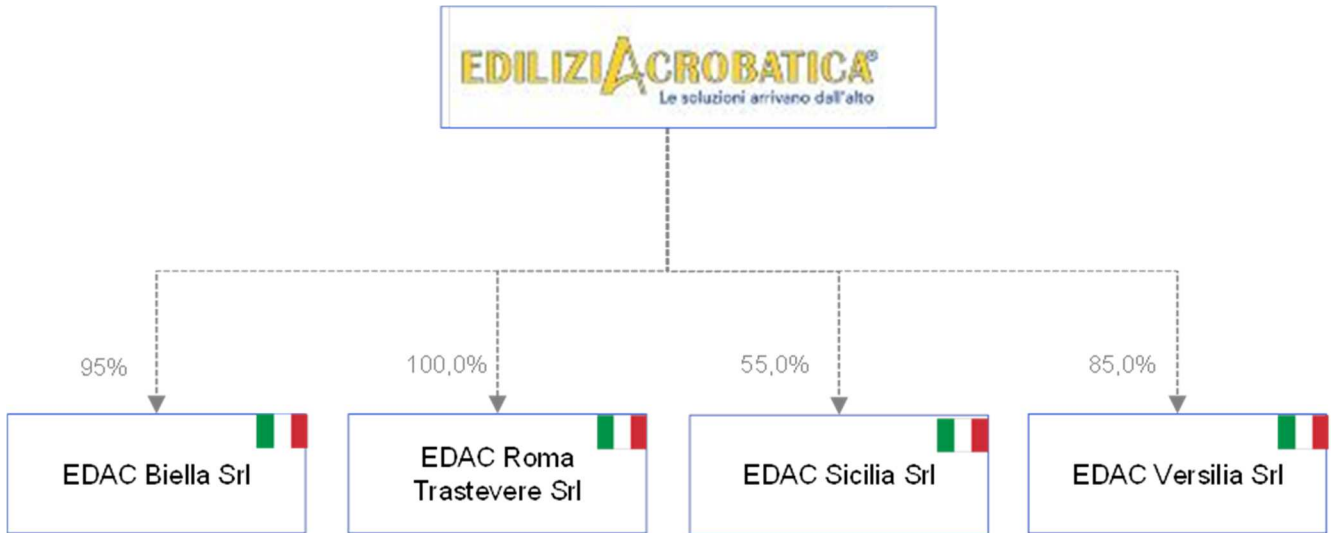 EDILIZIACROBATICA®
Le soluzioni arrivano dall'alto
95%
100,0%
55,0%
85,0%
EDAC Biella Srl
EDAC Roma
Trastevere Srl
EDAC Sicilia Srl
EDAC Versilia Srl